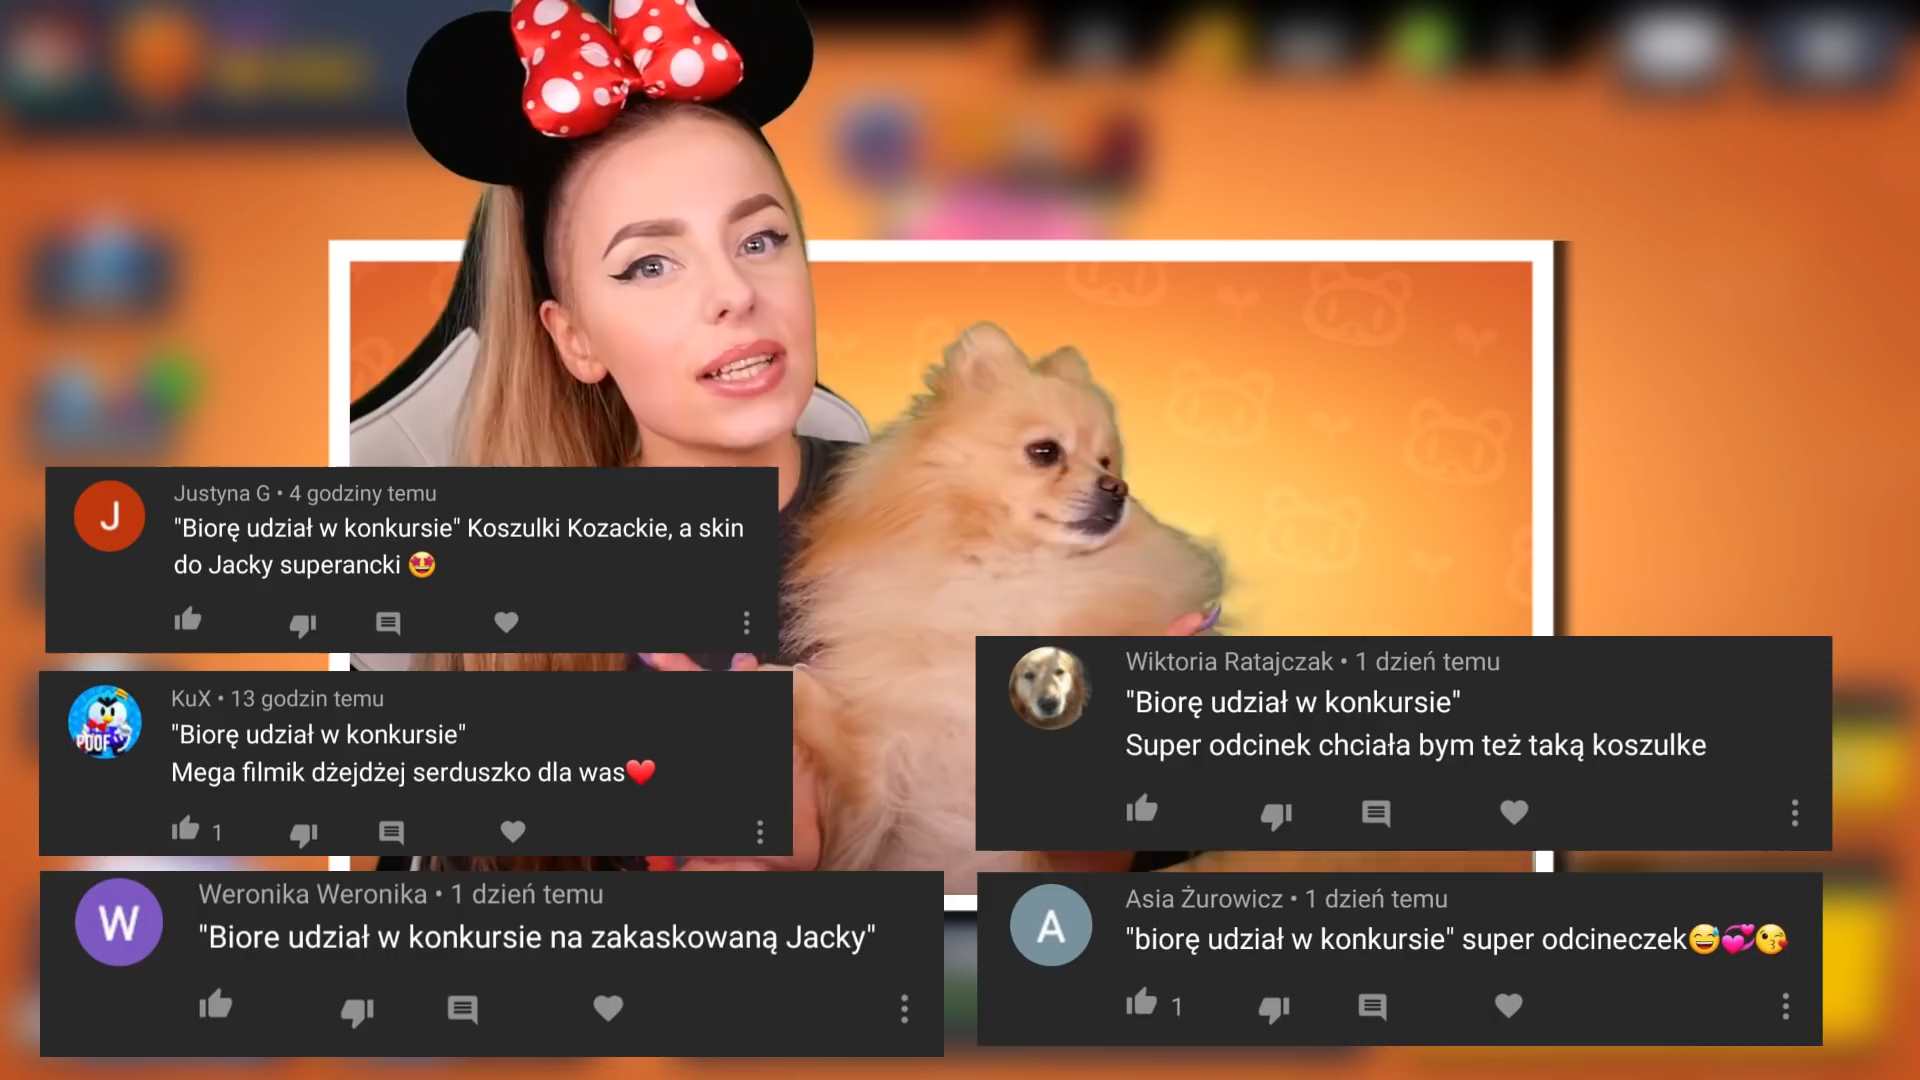 Justyna G • 4 godziny temu
"Biorę udział w konkursie" Koszulki Kozackie, a skin
do Jacky superancki 🤩
J
KuX • 13 godzin temu
"Biorę udział w konkursie"
Mega filmik dżejdżej serduszko dla was❤️
POOF
1
Weronika Weronika • 1 dzień temu
"Biore udział w konkursie na zakaskowaną Jacky"
W
Wiktoria Ratajczak • 1 dzień temu
"Biorę udział w konkursie"
Super odcinek chciała bym też taką koszulke
Asia Żurowicz • 1 dzień temu
"biorę udział w konkursie" super odcineczek😅💞😘
A
1